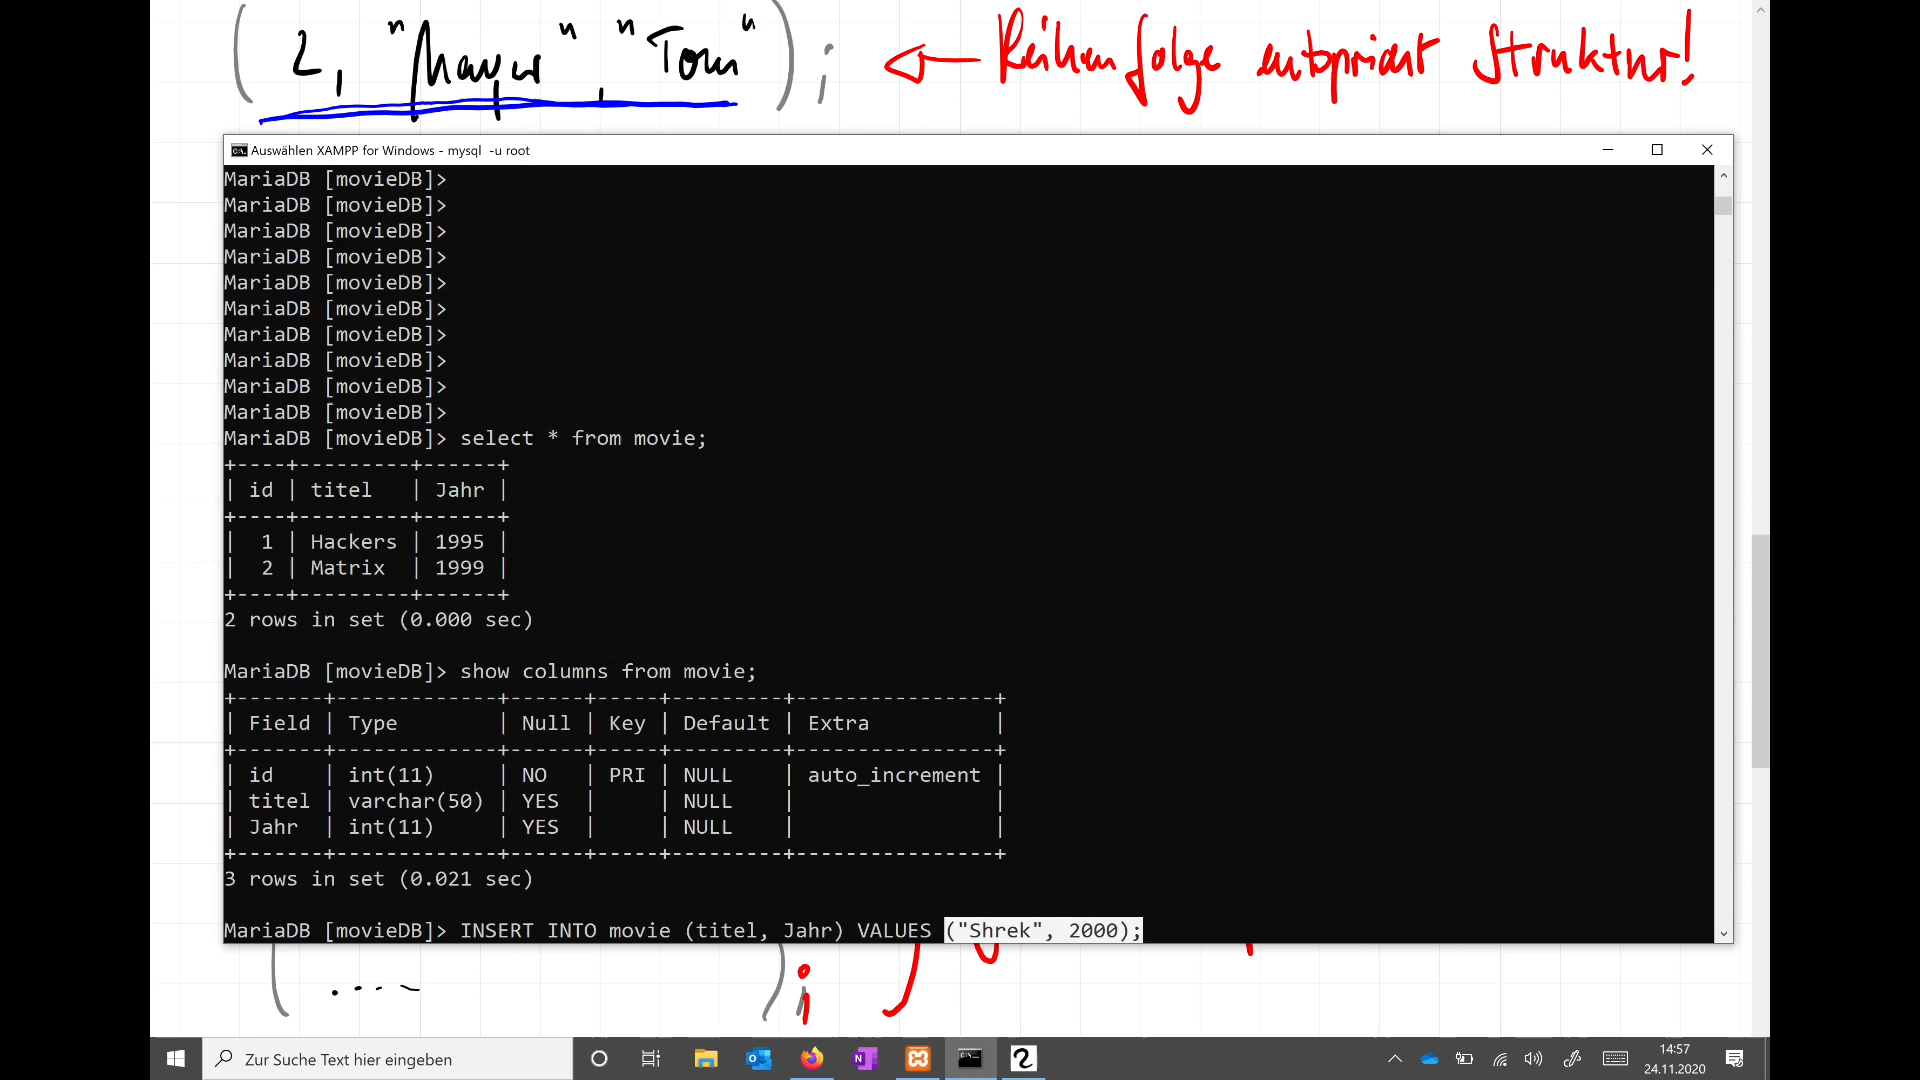 2, "Mayer", "Tom" ); ← Reihenfolge entspricht Struktur!
Auswählen XAMPP for Windows - mysql -u root
MariaDB [movieDB]>
MariaDB [movieDB]>
MariaDB [movieDB]>
MariaDB [movieDB]>
MariaDB [movieDB]>
MariaDB [movieDB]>
MariaDB [movieDB]>
MariaDB [movieDB]>
MariaDB [movieDB]>
MariaDB [movieDB]>
MariaDB [movieDB]> select * from movie;
+----+---------+------+
| id | titel   | Jahr |
+----+---------+------+
|  1 | Hackers | 1995 |
|  2 | Matrix  | 1999 |
+----+---------+------+
2 rows in set (0.000 sec)
MariaDB [movieDB]> show columns from movie;
+-------+-------------+------+-----+---------+----------------+
| Field | Type        | Null | Key | Default | Extra          |
+-------+-------------+------+-----+---------+----------------+
| id    | int(11)     | NO   | PRI | NULL    | auto_increment |
| titel | varchar(50) | YES  |     | NULL    |                |
| Jahr  | int(11)     | YES  |     | NULL    |                |
+-------+-------------+------+-----+---------+----------------+
3 rows in set (0.021 sec)
MariaDB [movieDB]> INSERT INTO movie (titel, Jahr) VALUES ("Shrek", 2000);
( .... ) ;
Zur Suche Text hier eingeben
14:57
24.11.2020